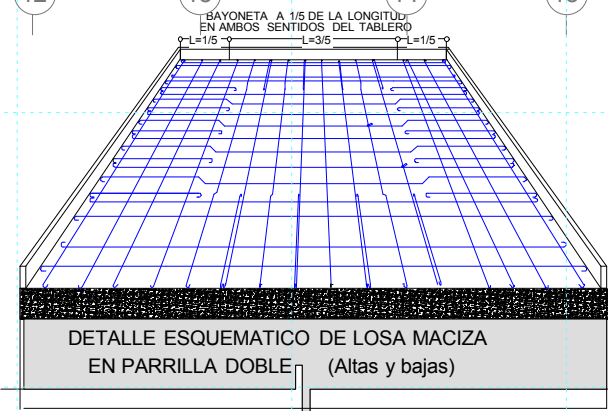 BAYONETA A 1/5 DE LA LONGITUD
EN AMBOS SENTIDOS DEL TABLERO
L=1/5 L=3/5 L=1/5
DETALLE ESQUEMATICO DE LOSA MACIZA
EN PARRILLA DOBLE (Altas y bajas)